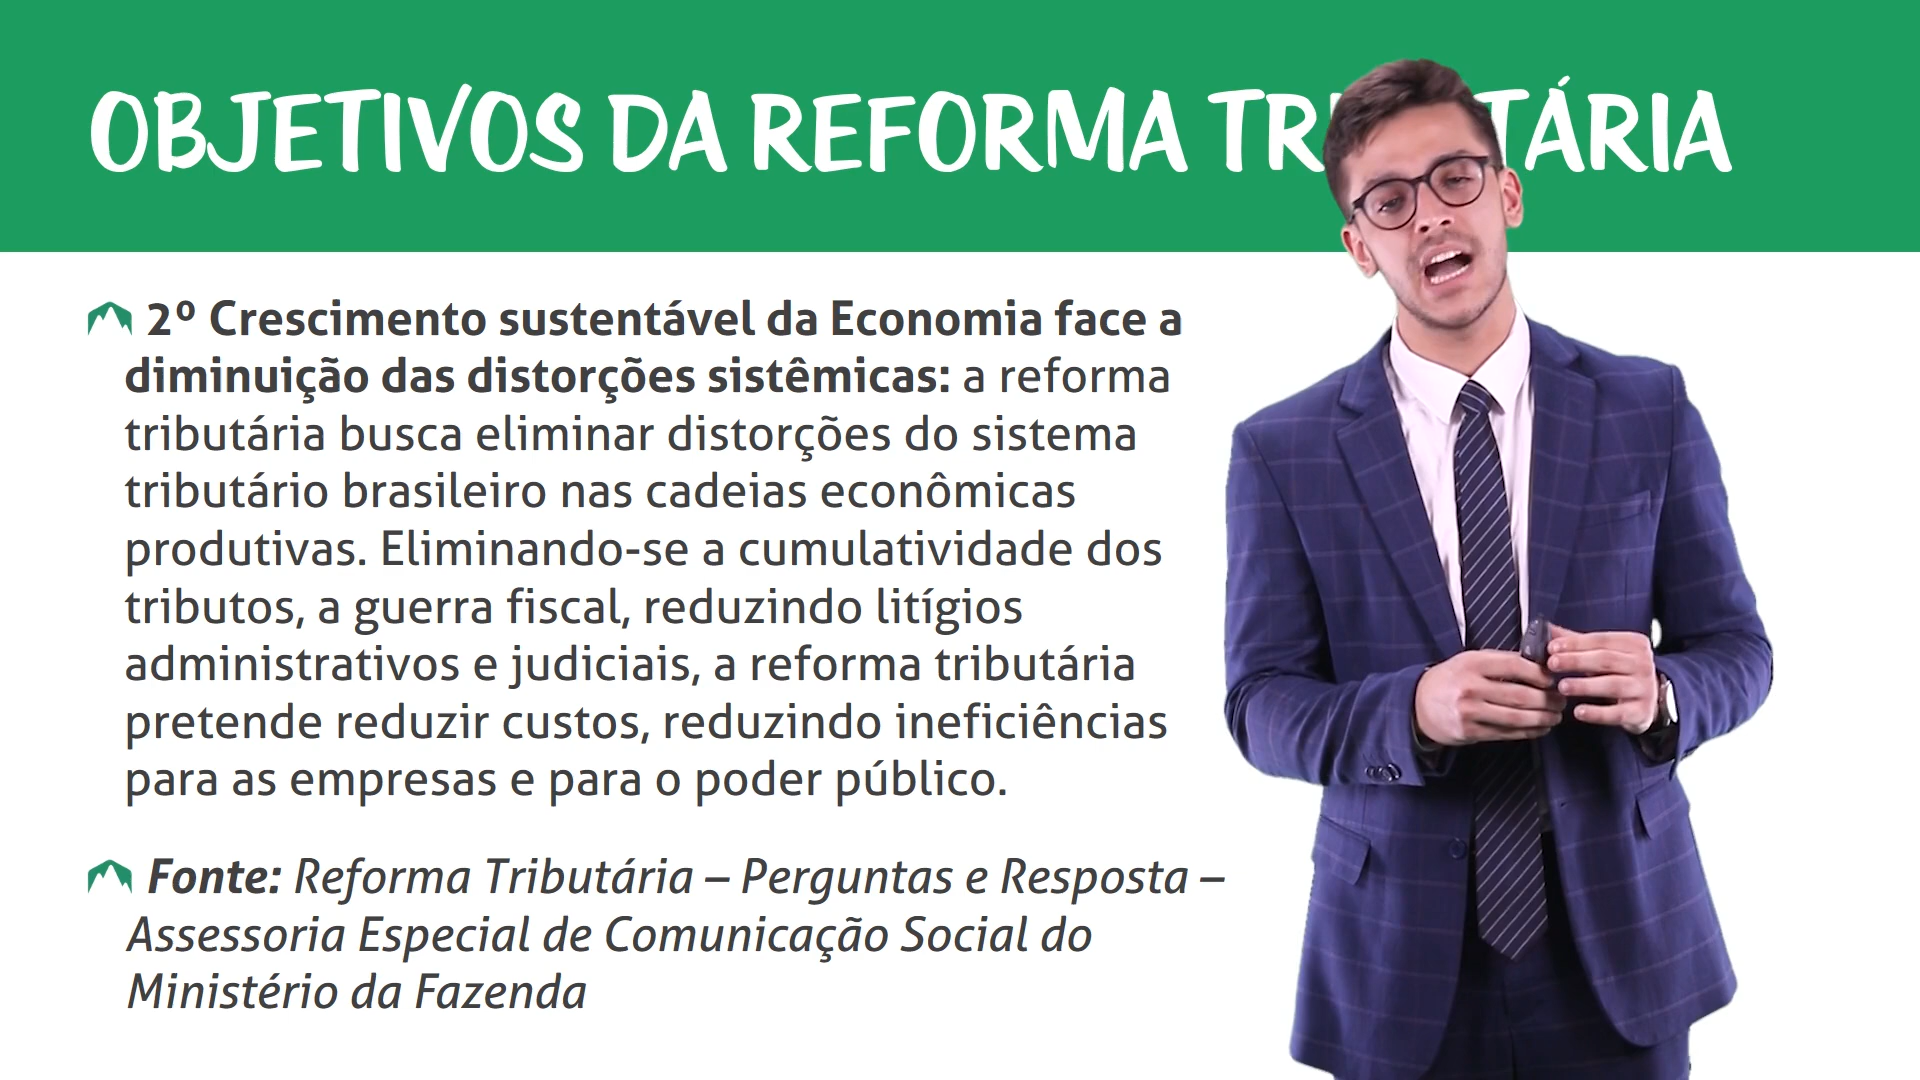 OBJETIVOS DA REFORMA
2º Crescimento sustentável da Economia face a
diminuição das distorções sistêmicas: a reforma
tributária busca eliminar distorções do sistema
tributário brasileiro nas cadeias econômicas
produtivas. Eliminando-se a cumulatividade dos
tributos, a guerra fiscal, reduzindo litígios
administrativos e judiciais, a reforma tributária
pretende reduzir custos, reduzindo ineficiências
para as empresas e para o poder público.
Fonte: Reforma Tributária – Perguntas e Resposta –
Assessoria Especial de Comunicação Social do
Ministério da Fazenda